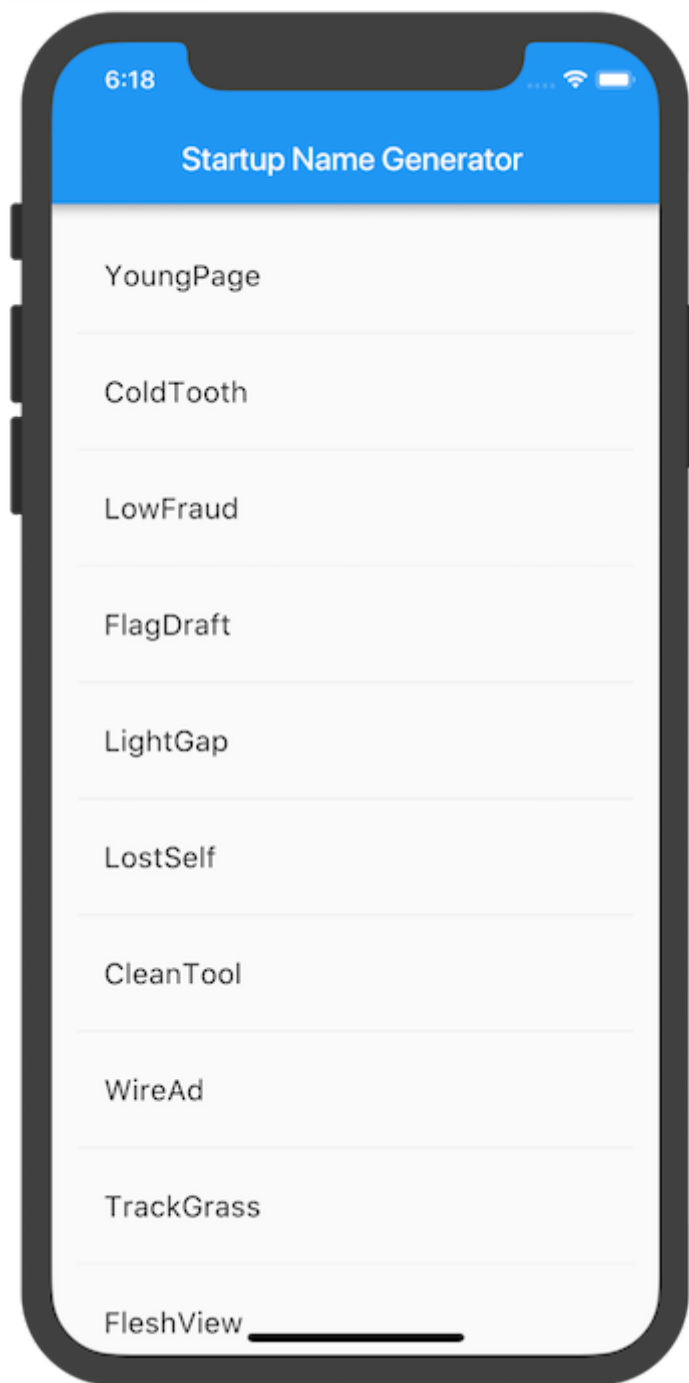 6:18
Startup Name Generator
YoungPage
ColdTooth
LowFraud
FlagDraft
LightGap
LostSelf
CleanTool
WireAd
TrackGrass
FleshView